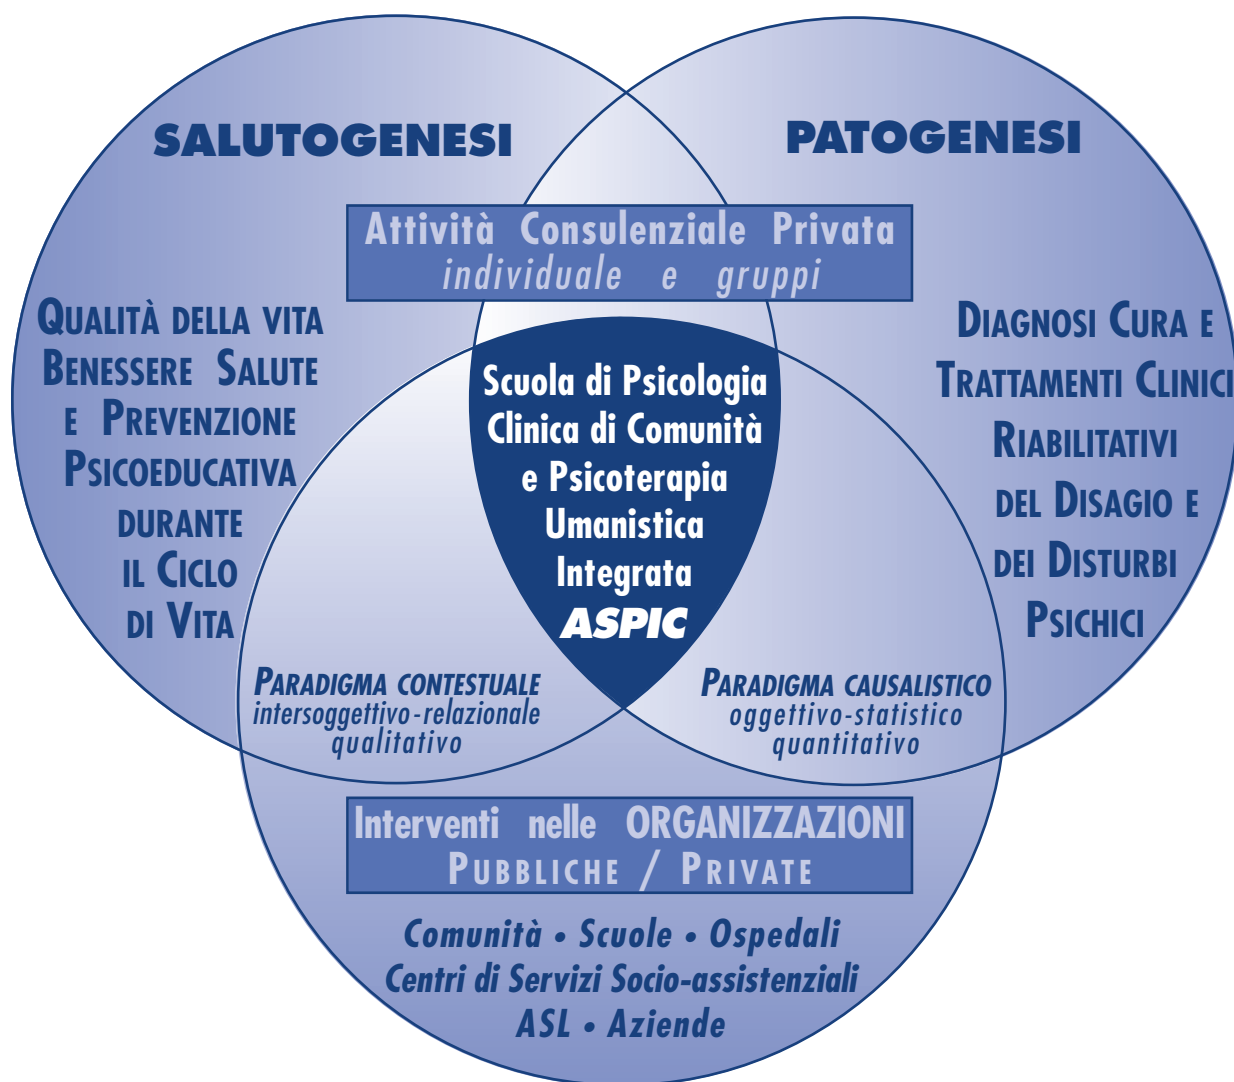 SALUTOGENESI
PATOGENESI
Attività Consulenziale Privata
individuale e gruppi
QUALITÀ DELLA VITA
BENESSERE SALUTE
E PREVENZIONE
PSICOEDUCATIVA
DURANTE
IL CICLO
DI VITA
Scuola di Psicologia
Clinica di Comunità
e Psicoterapia
Umanistica
Integrata
ASPIC
DIAGNOSI CURA E
TRATTAMENTI CLINICI
RIABILITATIVI
DEL DISAGIO E
DEI DISTURBI
PSICHICI
PARADIGMA CONTESTUALE
intersoggettivo-relazionale
qualitativo
PARADIGMA CAUSALISTICO
oggettivo-statistico
quantitativo
Interventi nelle ORGANIZZAZIONI
PUBBLICHE / PRIVATE
Comunità • Scuole • Ospedali
Centri di Servizi Socio-assistenziali
ASL • Aziende